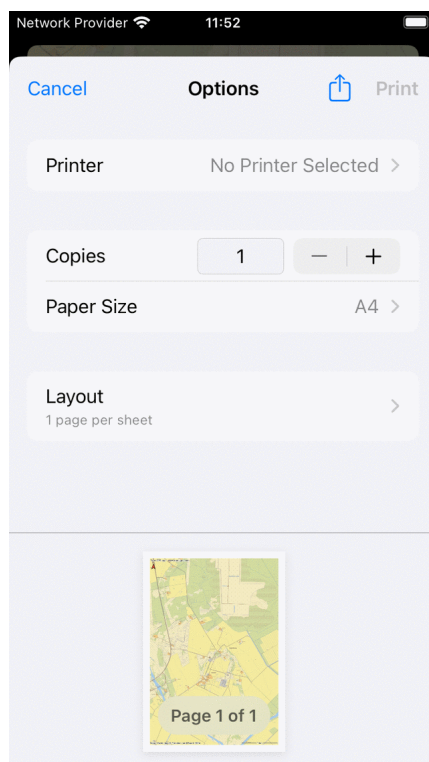 Network Provider 11:52
Cancel Options Print
Printer No Printer Selected
Copies 1 − +
Paper Size A4
Layout
1 page per sheet
Page 1 of 1